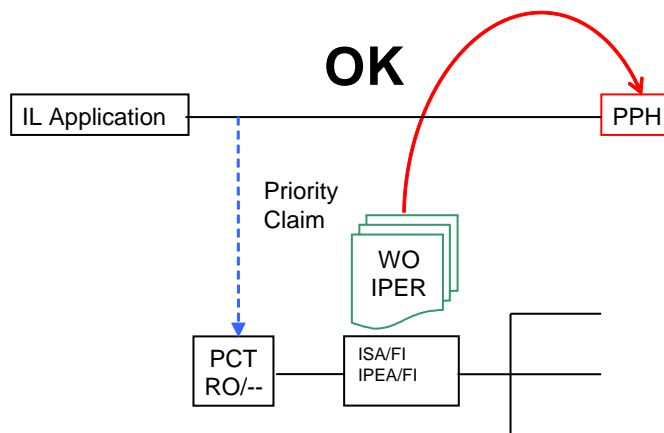 OK
IL Application
PPH
Priority
Claim
WO
IPER
PCT
RO/--
ISA/FI
IPEA/FI